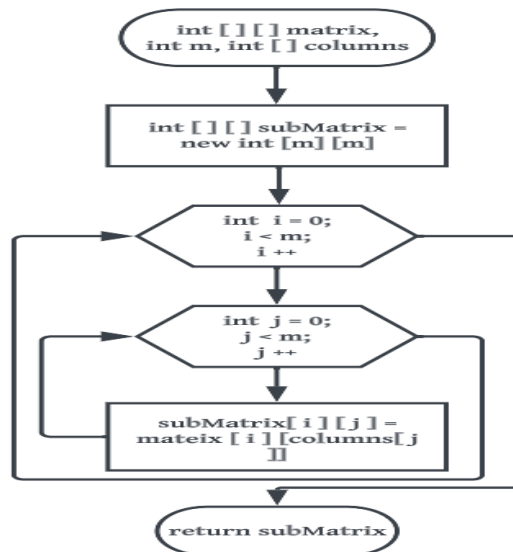 int [ ] [ ] matrix,
int m, int [ ] columns
int [ ] [ ] subMatrix =
new int [m] [m]
int i = 0;
i < m;
i ++
int j = 0;
j < m;
j ++
subMatrix[ i ] [ j ] =
mateix [ i ] [columns[ j
]]
return subMatrix